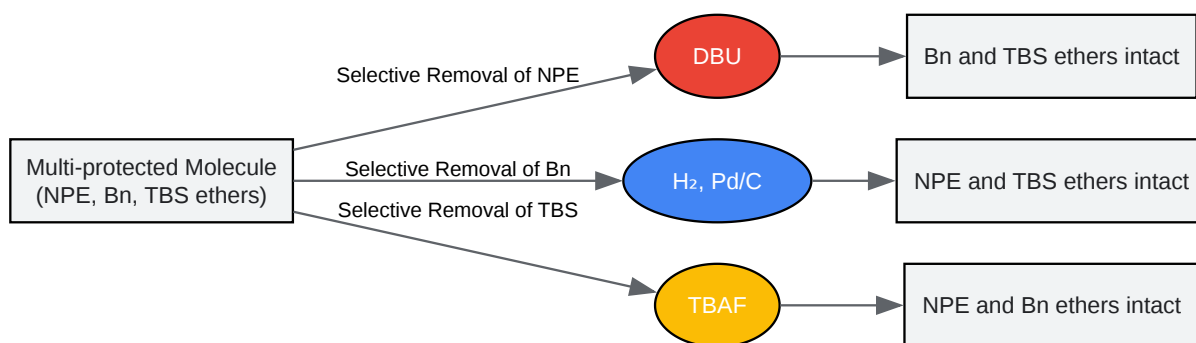 Multi-protected Molecule
(NPE, Bn, TBS ethers)
Selective Removal of NPE
DBU
Bn and TBS ethers intact
Selective Removal of Bn
H₂, Pd/C
NPE and TBS ethers intact
Selective Removal of TBS
TBAF
NPE and Bn ethers intact